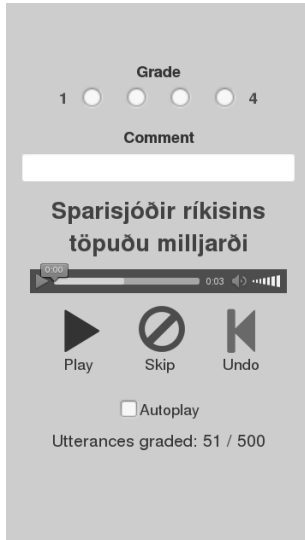 Grade
1 4
Comment
Sparisjóðir ríkisins
töpuðu milljarði
0:00
0:03
Play Skip Undo
Autoplay
Utterances graded: 51 / 500